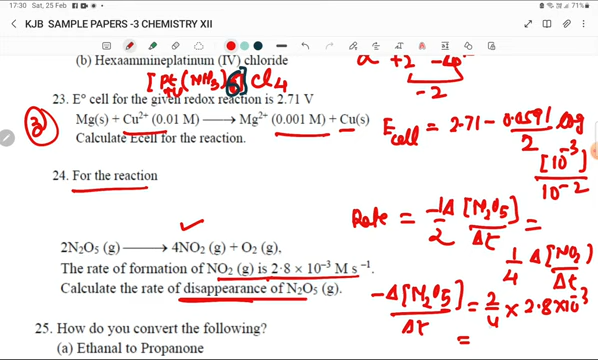 17:30 Sat, 25 Feb
71%
KJB SAMPLE PAPERS -3 CHEMISTRY XII
(b) Hexaammineplatinum (IV) chloride
+2 -4
-2
[Pt (NH3)6] Cl4
23. E° cell for the given redox reaction is 2.71 V
3
Mg(s) + Cu²⁺ (0.01 M) ⟶ Mg²⁺ (0.001 M) + Cu(s)
Calculate Ecell for the reaction.
E cell = 2.71 - 0.0591/2 log [10⁻³]/10⁻²
24. For the reaction
✓
2N₂O₅ (g) ⟶ 4NO₂ (g) + O₂ (g),
The rate of formation of NO₂ (g) is 2·8 × 10⁻³ M s⁻¹.
Calculate the rate of disappearance of N₂O₅ (g).
Rate = -1/2 Δ[N2O5]/Δt =
1/4 Δ[NO2]/Δt
-Δ[N2O5]/Δt = 2/4 × 2.8×10⁻³
=
25. How do you convert the following?
(a) Ethanal to Propanone